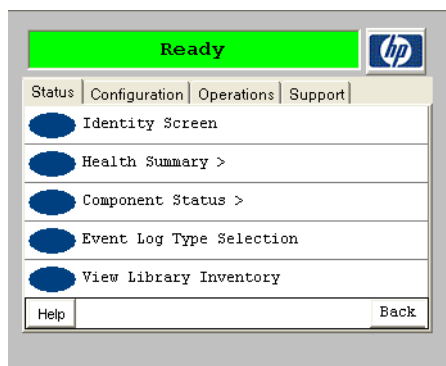 Ready
hp
Status Configuration Operations Support
Identity Screen
Health Summary >
Component Status >
Event Log Type Selection
View Library Inventory
Help Back